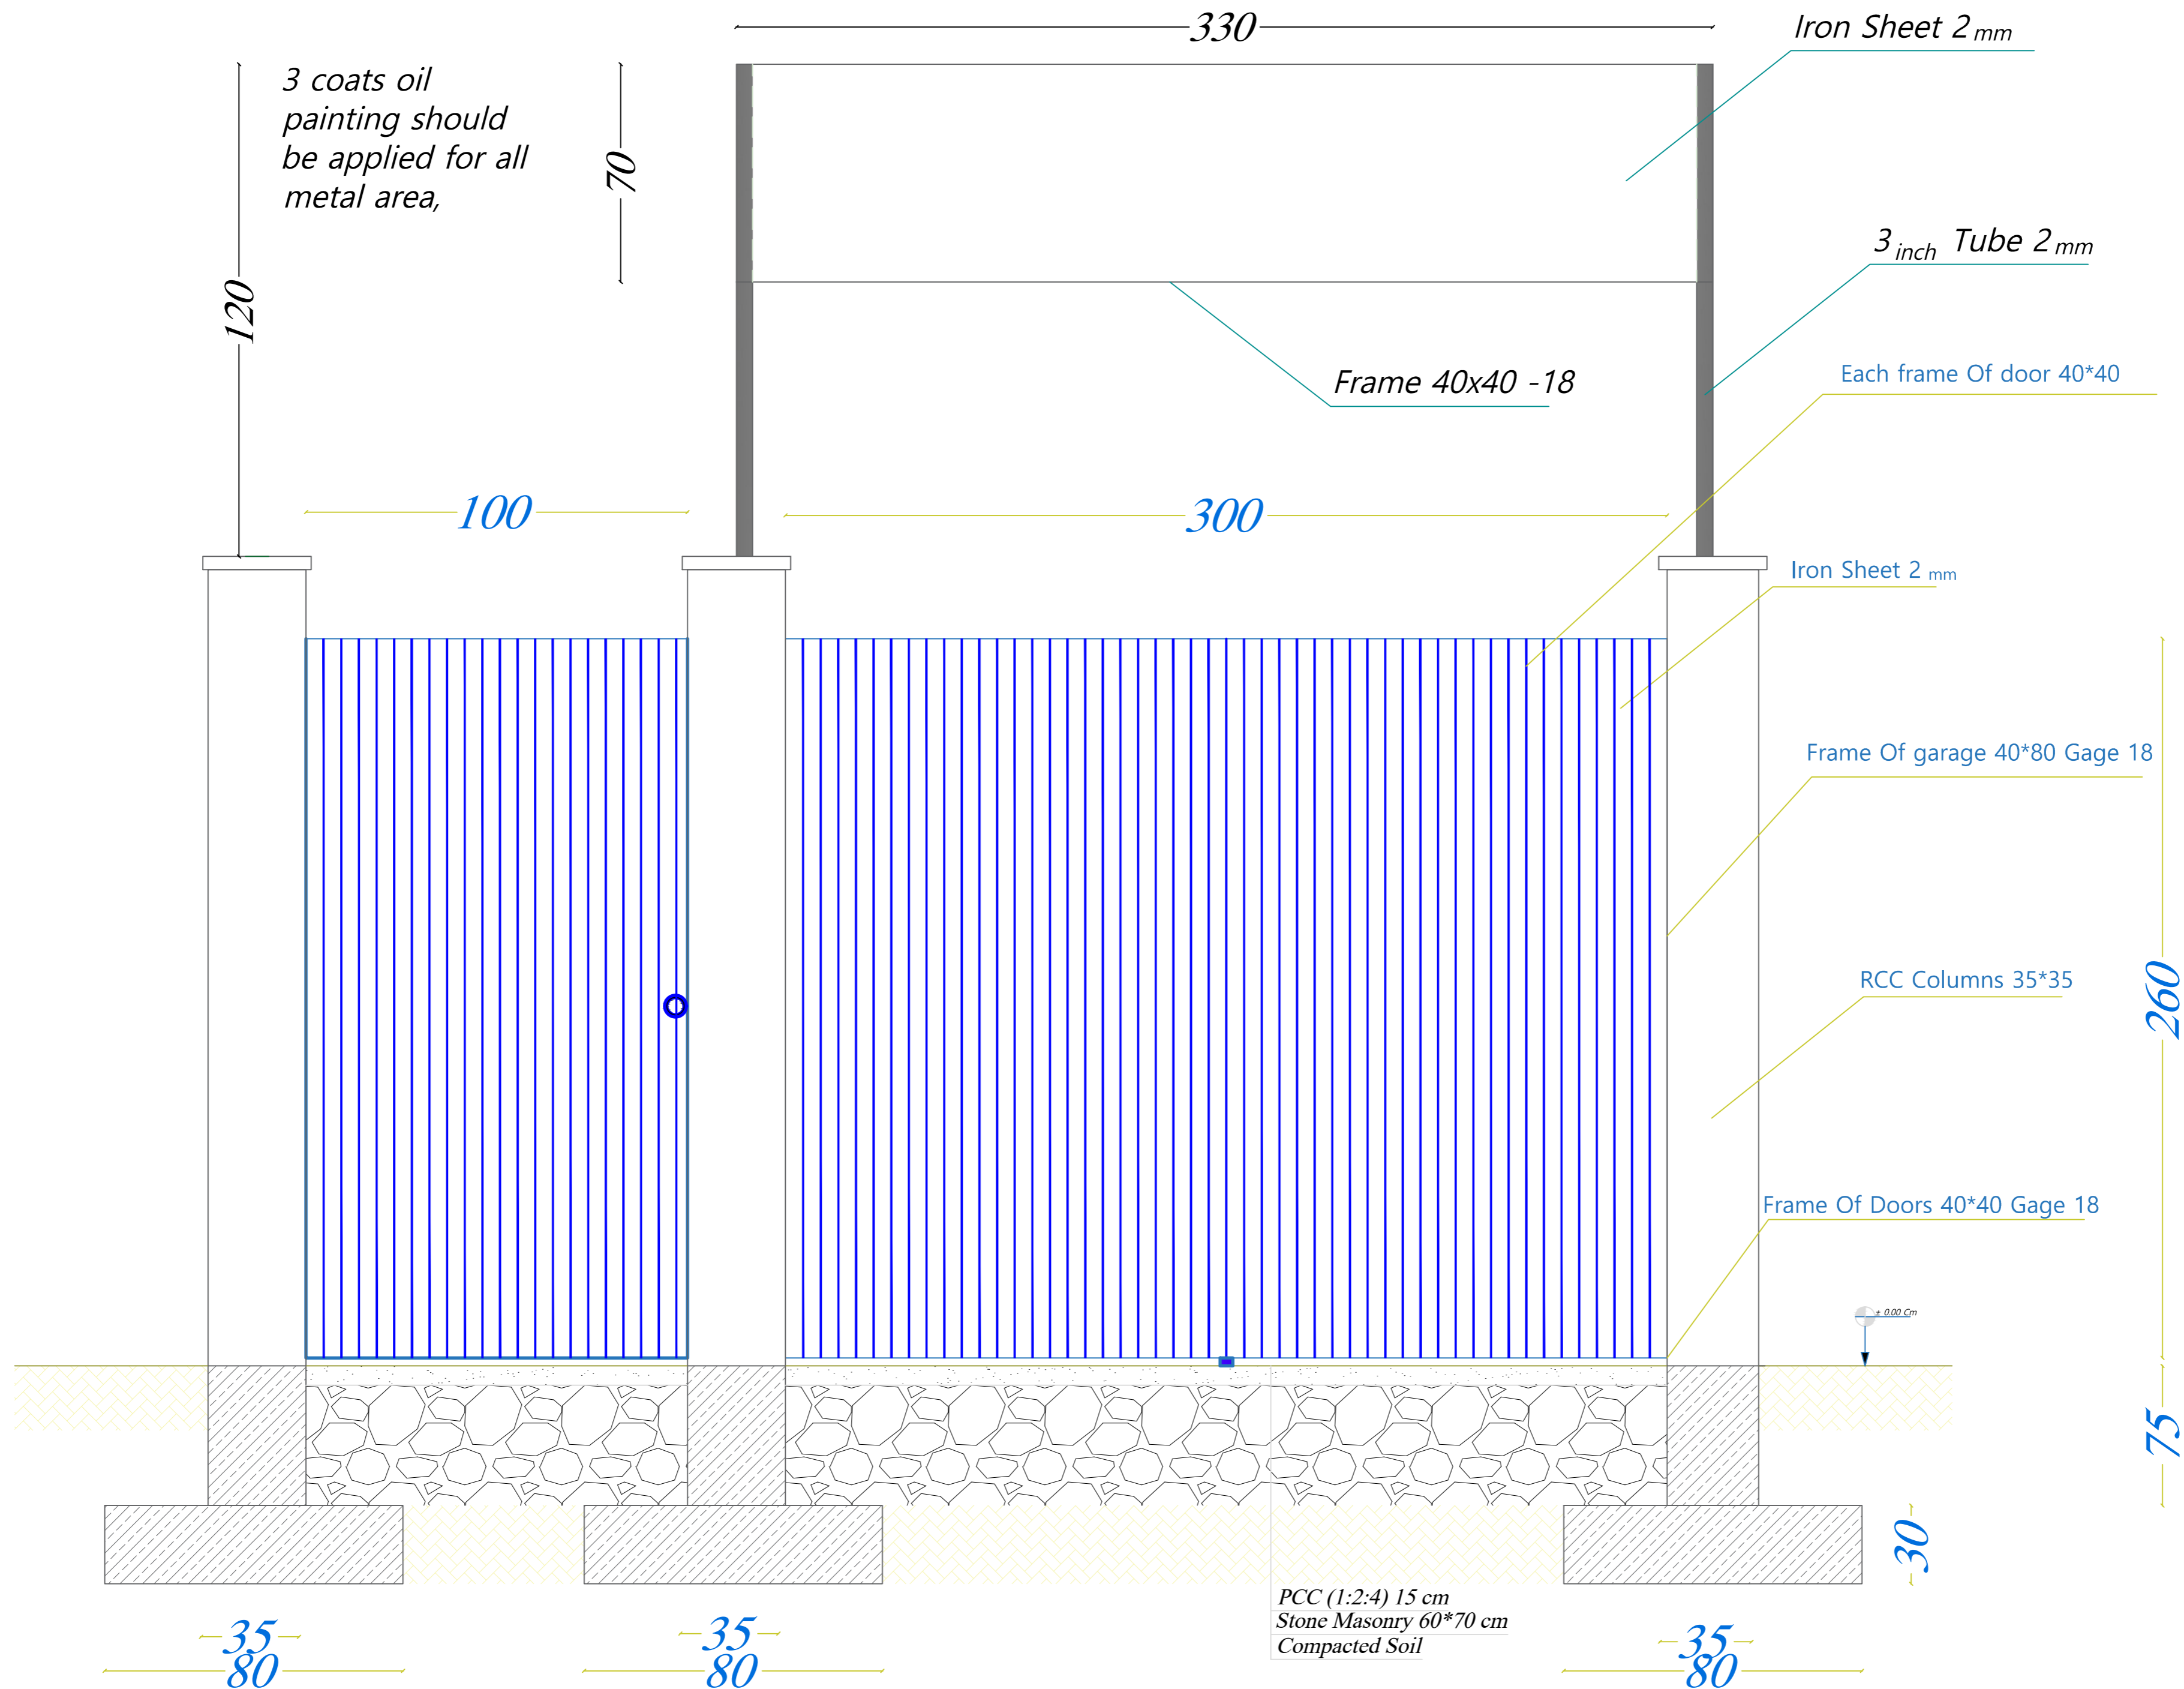 330
Iron Sheet 2 mm
3 coats oil
painting should
be applied for all
metal area,
70
120
3 inch Tube 2 mm
Frame 40x40 -18
Each frame Of door 40*40
100
300
Iron Sheet 2 mm
Frame Of garage 40*80 Gage 18
RCC Columns 35*35
260
Frame Of Doors 40*40 Gage 18
± 0.00 Cm
75
30
PCC (1:2:4) 15 cm
Stone Masonry 60*70 cm
Compacted Soil
35
80
35
80
35
80